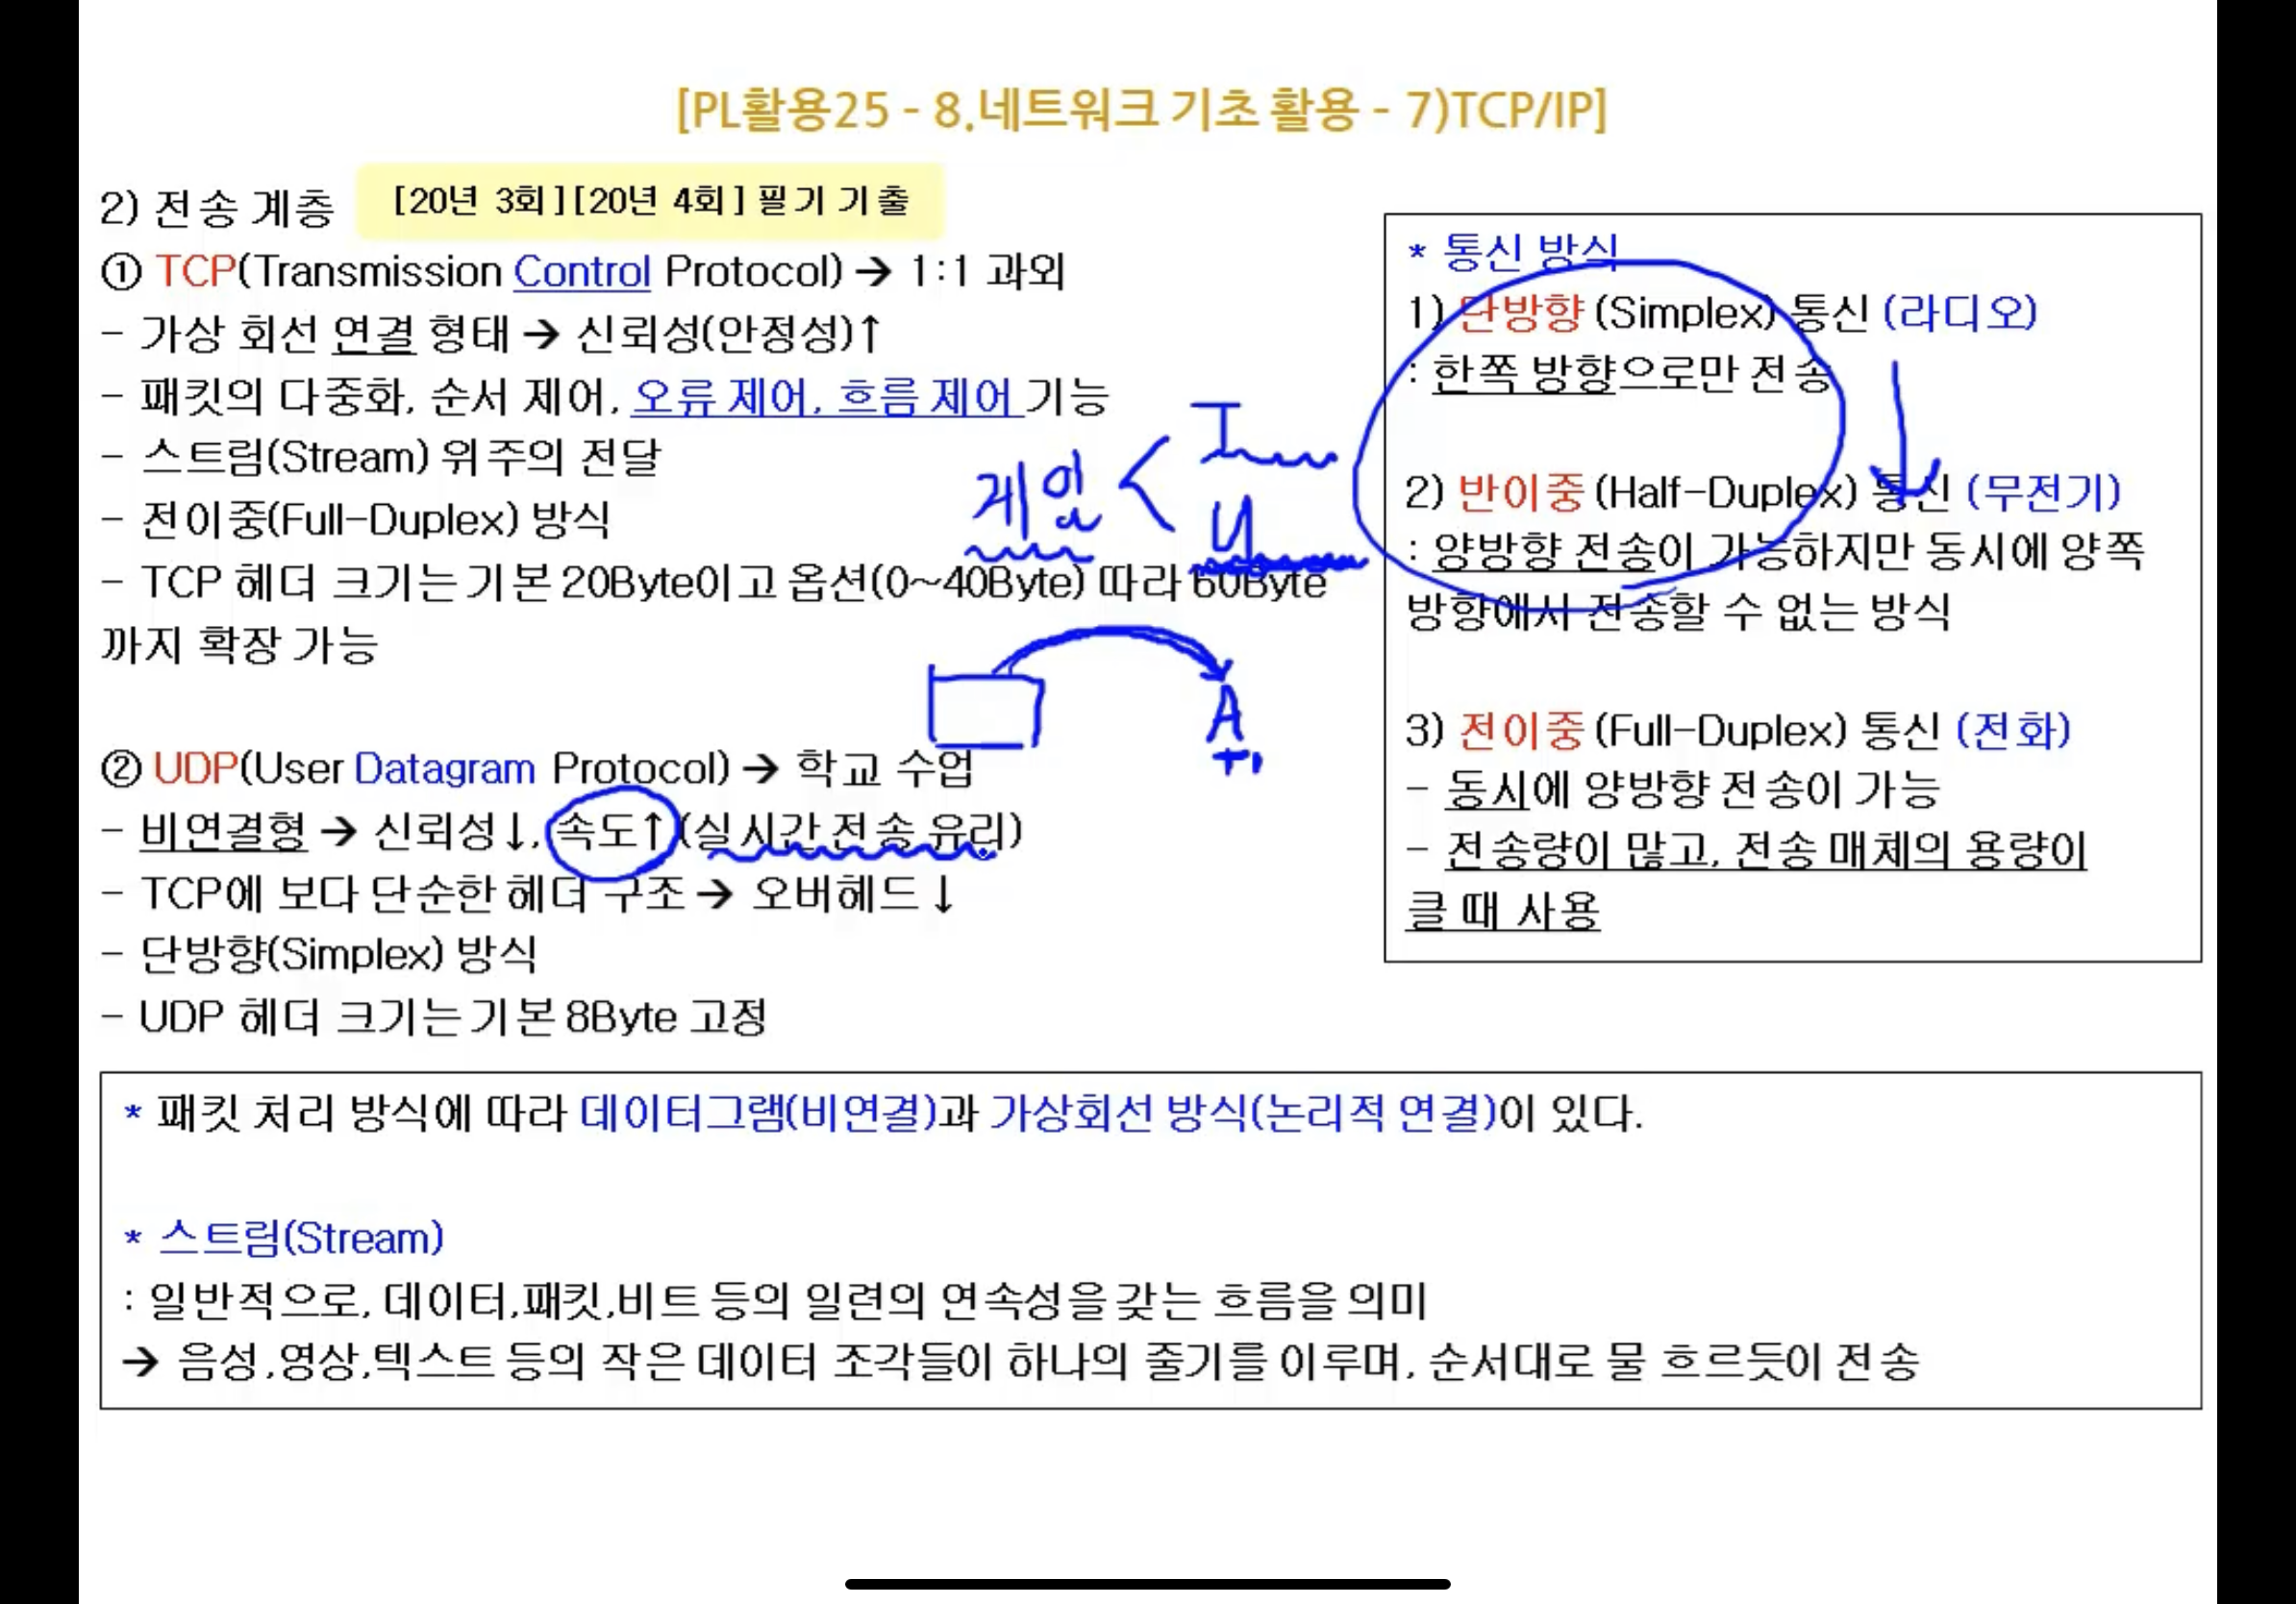 [PL활용25 - 8.네트워크 기초 활용 - 7)TCP/IP]
2) 전송 계층
[20년 3회][20년 4회] 필기 기출
① TCP(Transmission Control Protocol) → 1:1 과외
- 가상 회선 연결 형태 → 신뢰성(안정성)↑
- 패킷의 다중화, 순서 제어, 오류 제어, 흐름 제어 기능
- 스트림(Stream) 위주의 전달
- 전이중(Full-Duplex) 방식
- TCP 헤더 크기는 기본 20Byte이고 옵션(0~40Byte) 따라 60Byte
까지 확장 가능
② UDP(User Datagram Protocol) → 학교 수업
- 비연결형 → 신뢰성↓, 속도↑(실시간 전송 유리)
- TCP에 보다 단순한 헤더 구조 → 오버헤드↓
- 단방향(Simplex) 방식
- UDP 헤더 크기는 기본 8Byte 고정
T
U
A
* 통신 방식
1) 단방향 (Simplex) 통신 (라디오)
: 한쪽 방향으로만 전송
2) 반이중 (Half-Duplex) 통신 (무전기)
: 양방향 전송이 가능하지만 동시에 양쪽
방향에서 전송할 수 없는 방식
3) 전이중 (Full-Duplex) 통신 (전화)
- 동시에 양방향 전송이 가능
- 전송량이 많고, 전송 매체의 용량이
클 때 사용
* 패킷 처리 방식에 따라 데이터그램(비연결)과 가상회선 방식(논리적 연결)이 있다.
* 스트림(Stream)
: 일반적으로, 데이터,패킷,비트 등의 일련의 연속성을 갖는 흐름을 의미
→ 음성,영상,텍스트 등의 작은 데이터 조각들이 하나의 줄기를 이루며, 순서대로 물 흐르듯이 전송